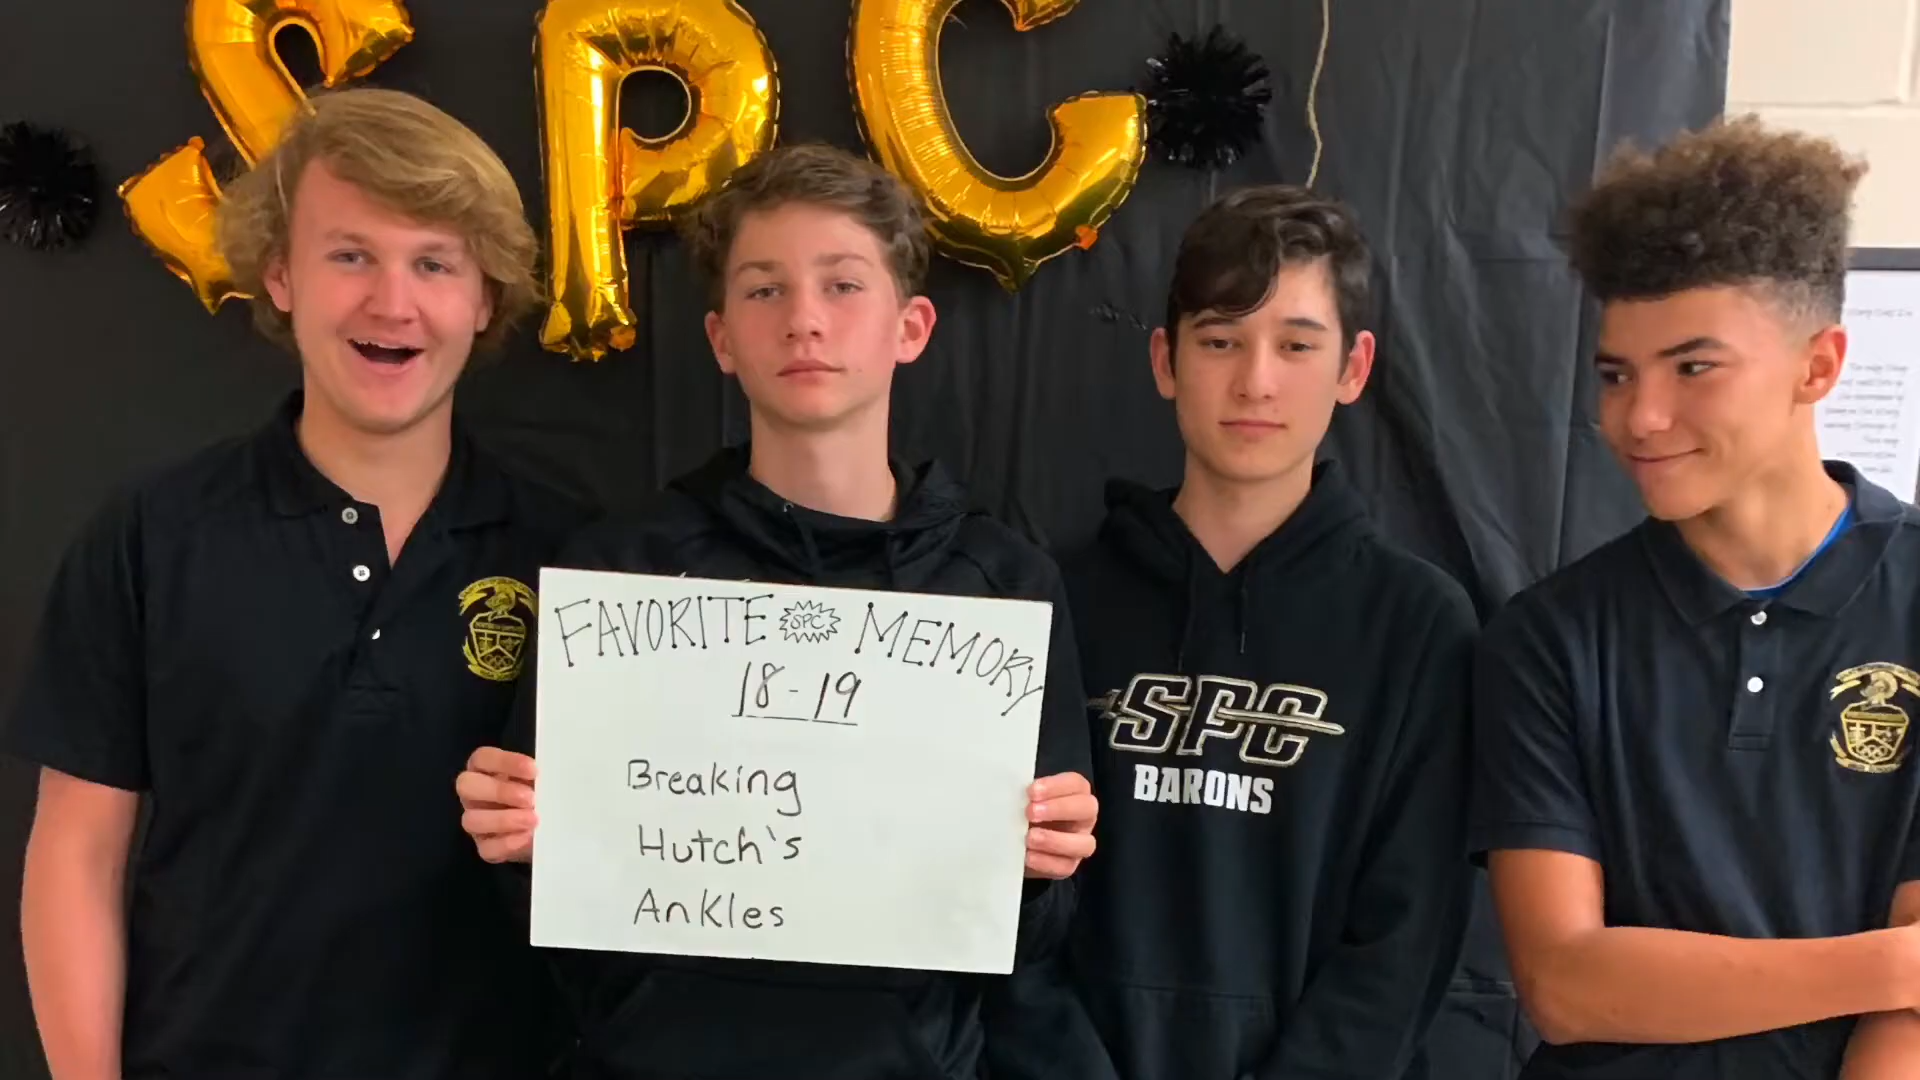 SPC
FAVORITE SPC MEMORY
18-19
Breaking
Hutch's
Ankles
SPC
BARONS